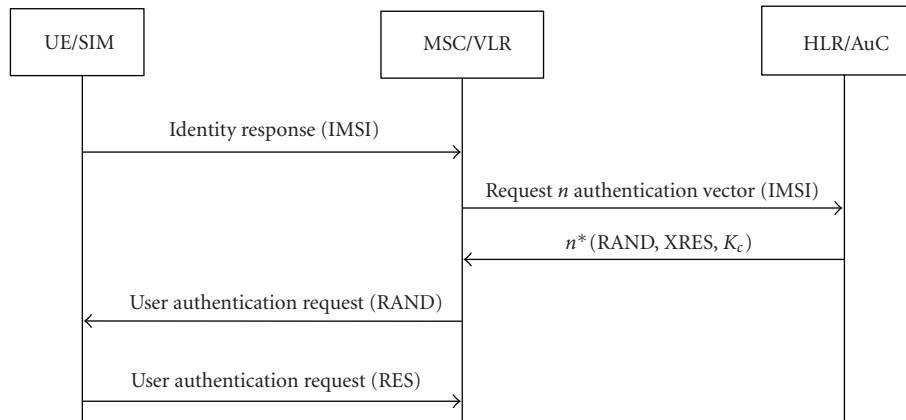 UE/SIM
MSC/VLR
HLR/AuC
Identity response (IMSI)
Request n authentication vector (IMSI)
n* (RAND, XRES, Kc)
User authentication request (RAND)
User authentication request (RES)